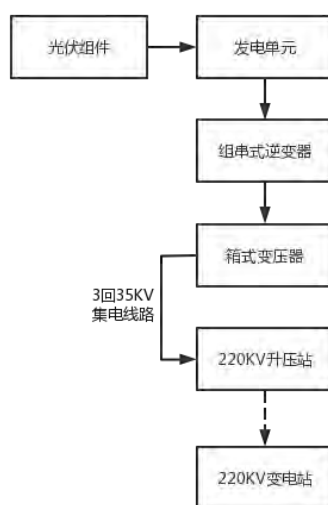 光伏组件
发电单元
组串式逆变器
箱式变压器
3回35KV
集电线路
220KV升压站
220KV变电站